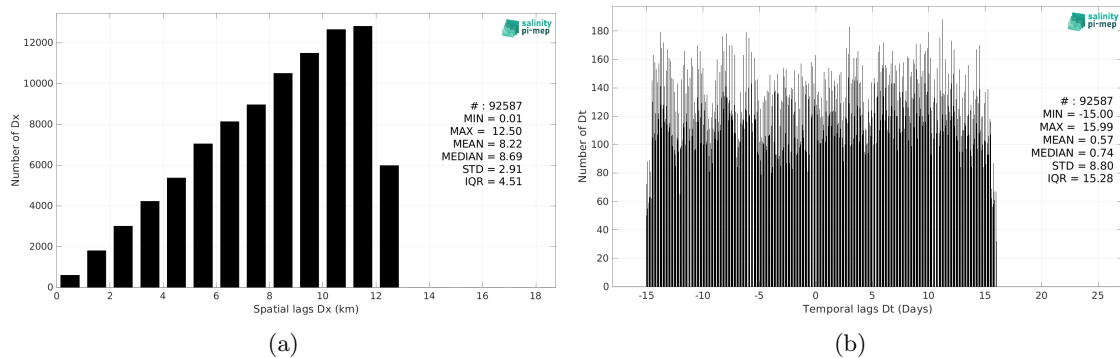 12000
10000
8000
6000
4000
2000
0
Number of Dx
0 2 4 6 8 10 12 14 16 18
Spatial lags Dx (km)
salinity
pi-mep
# : 92587
MIN = 0.01
MAX = 12.50
MEAN = 8.22
MEDIAN = 8.69
STD = 2.91
IQR = 4.51
(a)
180
160
140
120
100
80
60
40
20
0
Number of Dt
-15 -10 -5 0 5 10 15 20 25
Temporal lags Dt (Days)
salinity
pi-mep
# : 92587
MIN = -15.00
MAX = 15.99
MEAN = 0.57
MEDIAN = 0.74
STD = 8.80
IQR = 15.28
(b)